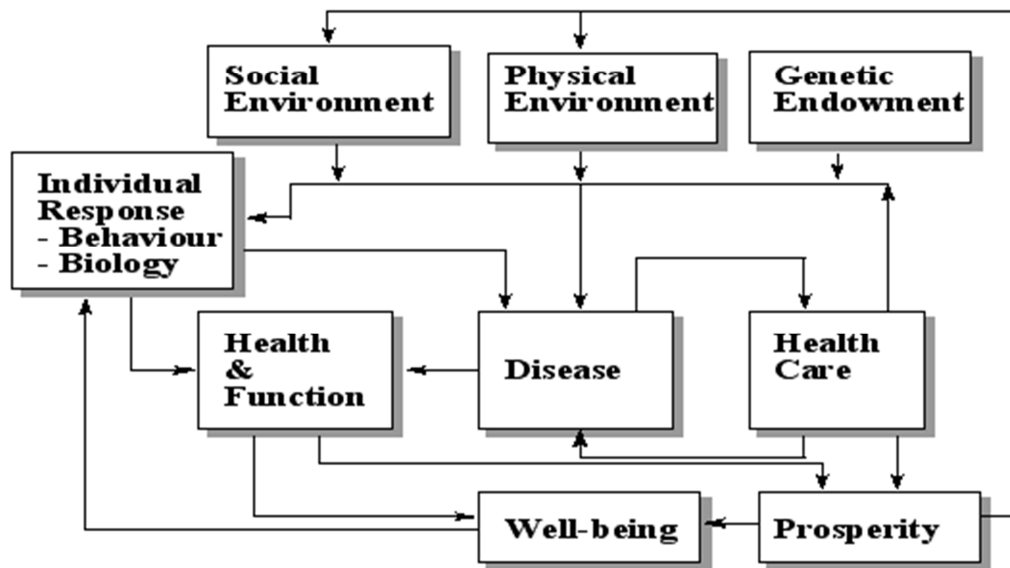 Social
Environment
Physical
Environment
Genetic
Endowment
Individual
Response
- Behaviour
- Biology
Health
&
Function
Disease
Health
Care
Well-being
Prosperity